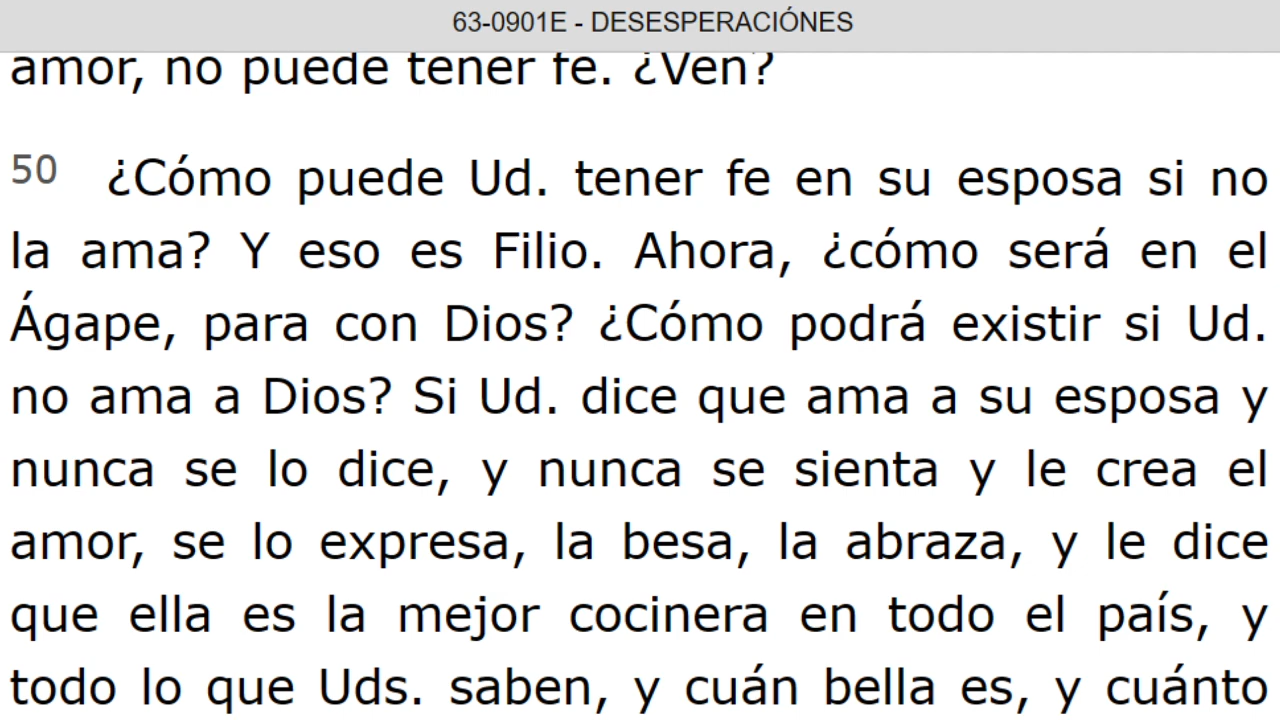 63-0901E - DESESPERACIÓNES
amor, no puede tener fe. ¿Ven?
50 ¿Cómo puede Ud. tener fe en su esposa si no
la ama? Y eso es Filio. Ahora, ¿cómo será en el
Ágape, para con Dios? ¿Cómo podrá existir si Ud.
no ama a Dios? Si Ud. dice que ama a su esposa y
nunca se lo dice, y nunca se sienta y le crea el
amor, se lo expresa, la besa, la abraza, y le dice
que ella es la mejor cocinera en todo el país, y
todo lo que Uds. saben, y cuán bella es, y cuánto